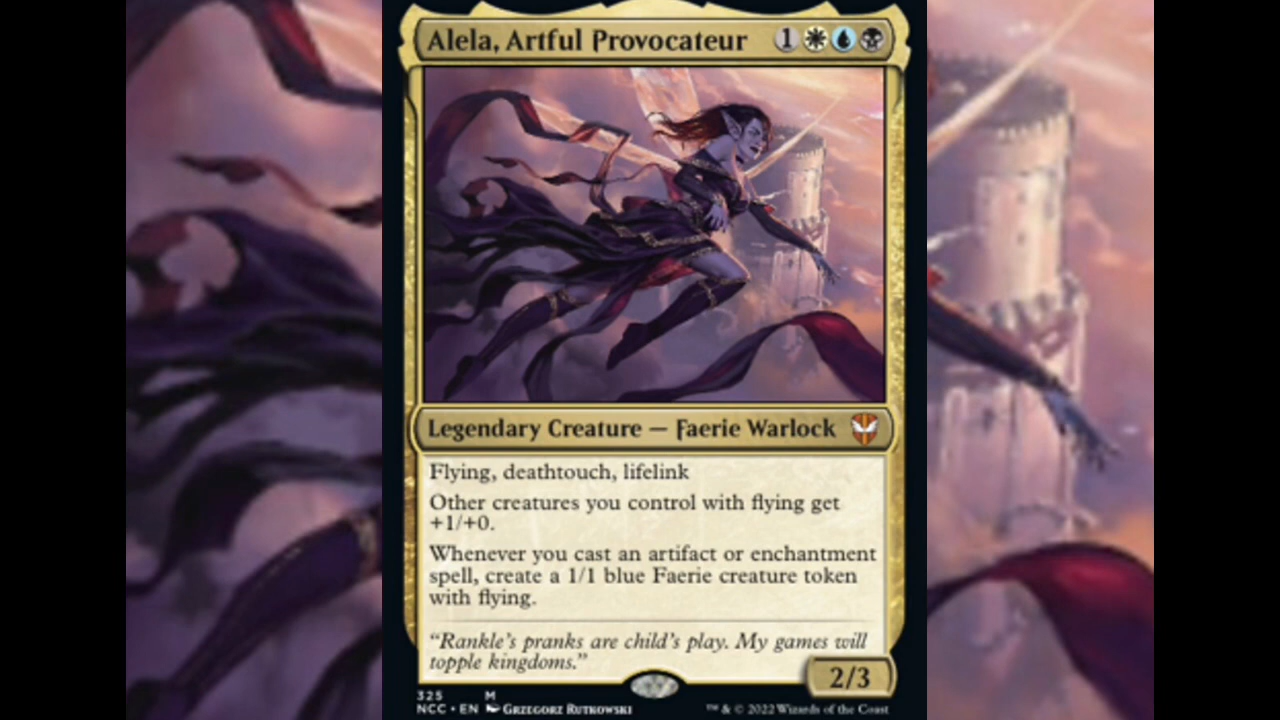 Alela, Artful Provocateur 1
Legendary Creature — Faerie Warlock
Flying, deathtouch, lifelink
Other creatures you control with flying get
+1/+0.
Whenever you cast an artifact or enchantment
spell, create a 1/1 blue Faerie creature token
with flying.
“Rankle’s pranks are child’s play. My games will
topple kingdoms.”
2/3
325 M
NCC • EN Grzegorz Rutkowski
™ & © 2022 Wizards of the Coast